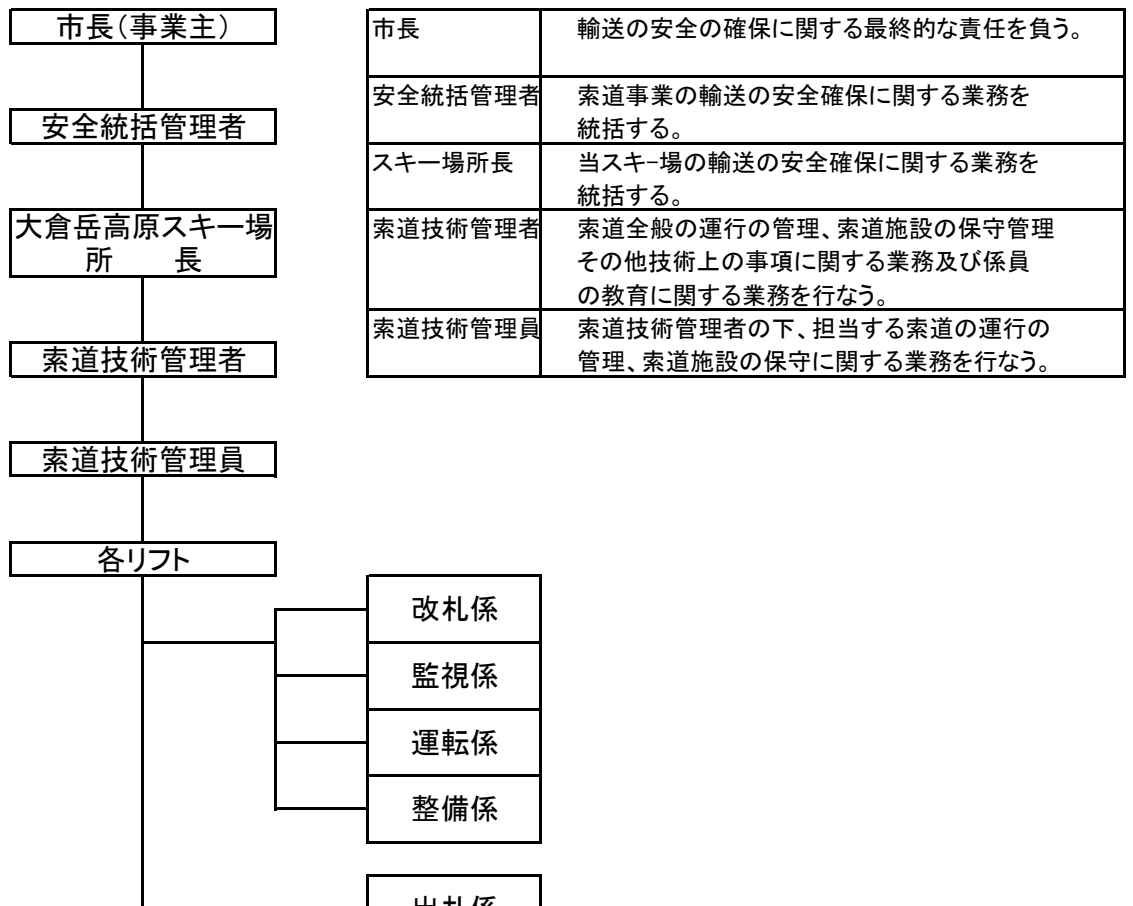 市長（事業主）
安全統括管理者
大倉岳高原スキー場
所　　長
索道技術管理者
索道技術管理員
各リフト
市長　輸送の安全の確保に関する最終的な責任を負う。
安全統括管理者　索道事業の輸送の安全確保に関する業務を
統括する。
スキー場所長　当スキ-場の輸送の安全確保に関する業務を
統括する。
索道技術管理者　索道全般の運行の管理、索道施設の保守管理
その他技術上の事項に関する業務及び係員
の教育に関する業務を行なう。
索道技術管理員　索道技術管理者の下、担当する索道の運行の
管理、索道施設の保守に関する業務を行なう。
改札係
監視係
運転係
整備係
出札係